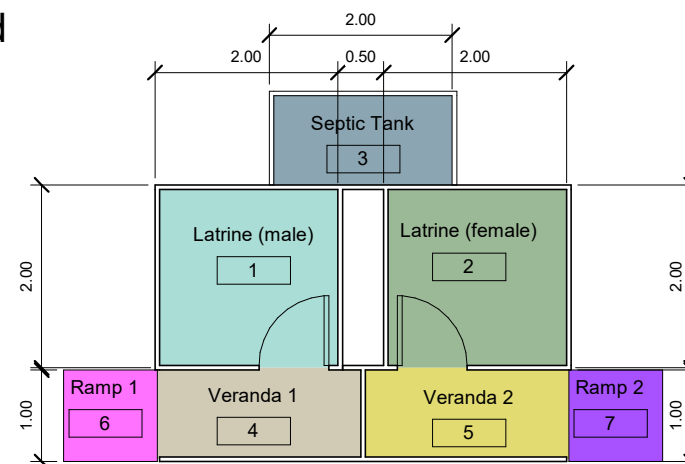 d
2.00
2.00 0.50 2.00
Septic Tank
3
Latrine (male)
1
Latrine (female)
2
2.00
2.00
Ramp 1
6
Veranda 1
4
Veranda 2
5
Ramp 2
7
1.00
1.00